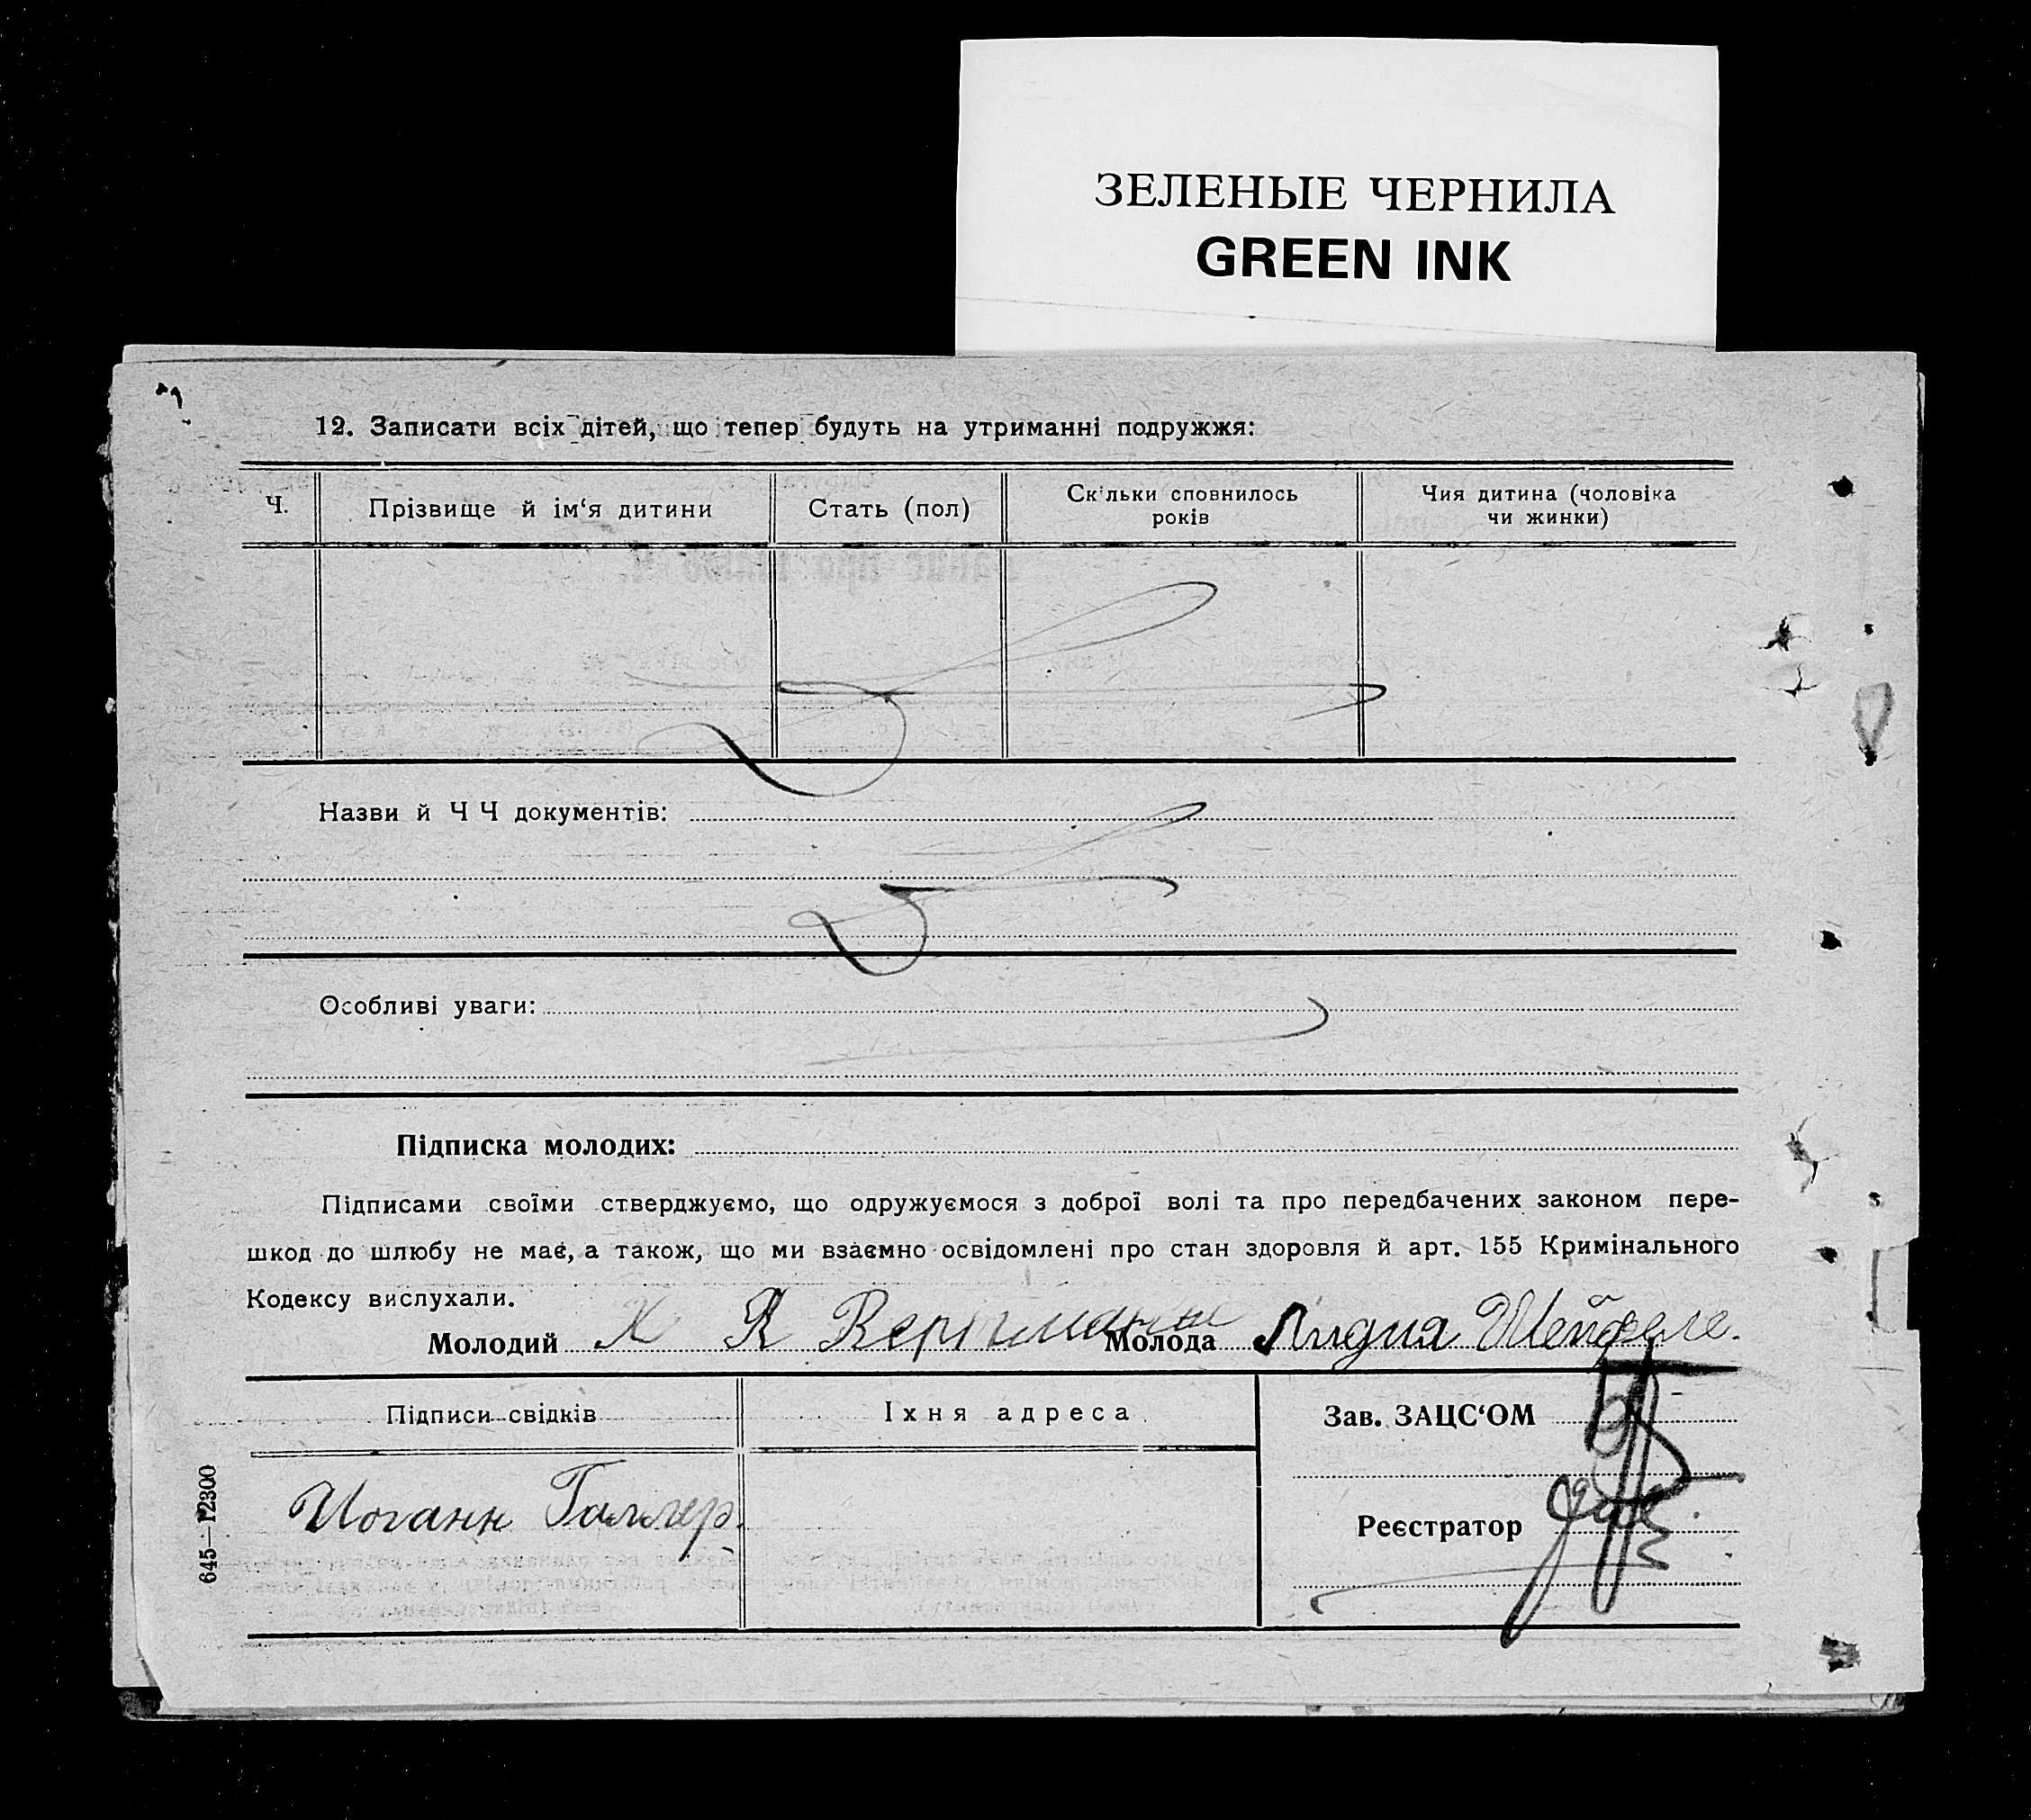 ЗЕЛЕНЫЕ ЧЕРНИЛА
GREEN INK
12. Записати всіх дітей, що тепер будуть на утриманні подружжя:
Ч. Прізвище й ім‘я дитини Стать (пол) Скільки сповнилось років Чия дитина (чоловіка чи жинки)
Назви й Ч Ч документів:
Особливі уваги:
Підписка молодих:
Підписами своїми стверджуємо, що одружуємося з доброї волі та про передбачених законом пере-
шкод до шлюбу не має, а також, що ми взаємно освідомлені про стан здоровля й арт. 155 Кримінального
Кодексу вислухали.
Молодий Х Я Молода Лидия Шейфеле.
Підписи свідків Іхня адреса Зав. ЗАЦС‘ОМ
Иоганн Галлер.
Реєстратор
645—12300